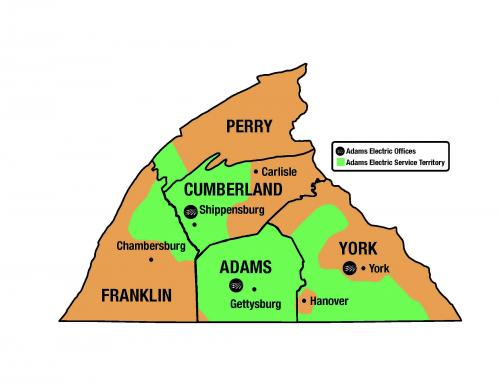 PERRY
Adams Electric Offices
Adams Electric Service Territory
Carlisle
CUMBERLAND
Shippensburg
Chambersburg
YORK
ADAMS
York
FRANKLIN
Gettysburg
Hanover